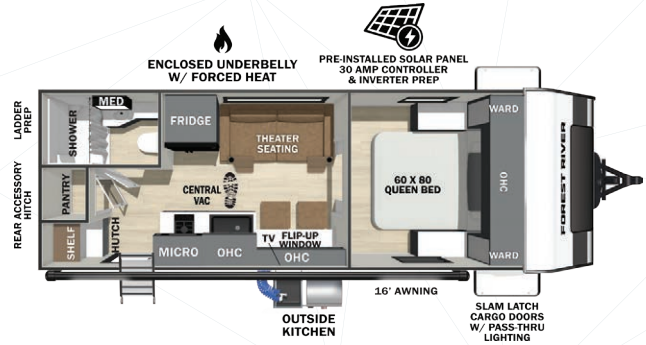 ENCLOSED UNDERBELLY
W/ FORCED HEAT
PRE-INSTALLED SOLAR PANEL
30 AMP CONTROLLER
& INVERTER PREP
LADDER
PREP
REAR ACCESSORY
HITCH
SHOWER
MED
FRIDGE
THEATER
SEATING
WARD
60 X 80
QUEEN BED
OHC
FOREST RIVER
PANTRY
CENTRAL
VAC
SHELF
HUTCH
MICRO
OHC
TV
FLIP-UP
WINDOW
OHC
WARD
16' AWNING
OUTSIDE
KITCHEN
SLAM LATCH
CARGO DOORS
W/ PASS-THRU
LIGHTING